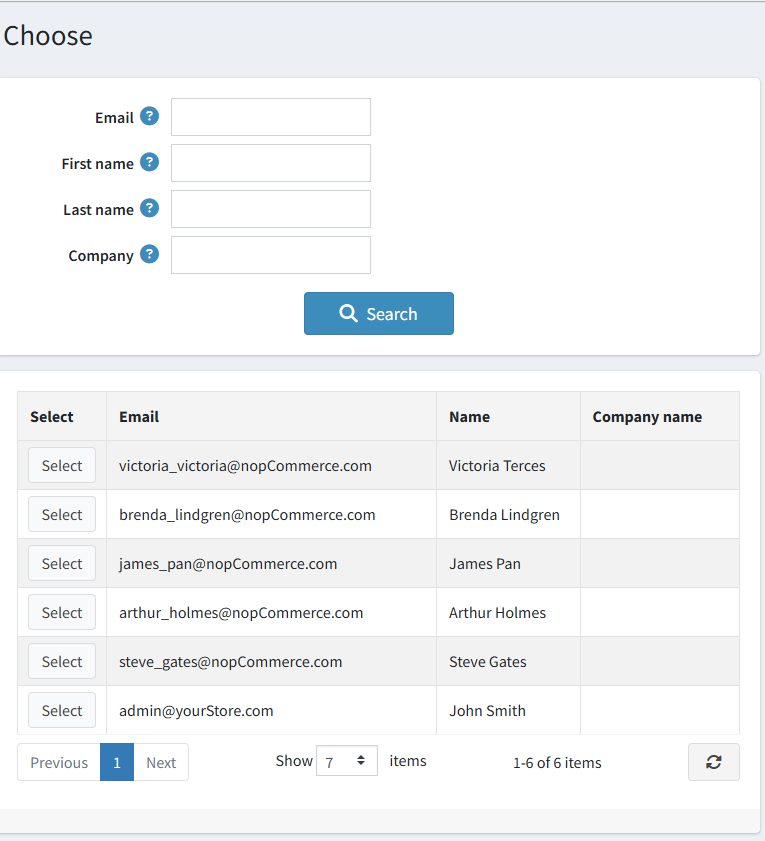 Choose
Email ?
First name ?
Last name ?
Company ?
Search
Select Email Name Company name
Select victoria_victoria@nopCommerce.com Victoria Terces
Select brenda_lindgren@nopCommerce.com Brenda Lindgren
Select james_pan@nopCommerce.com James Pan
Select arthur_holmes@nopCommerce.com Arthur Holmes
Select steve_gates@nopCommerce.com Steve Gates
Select admin@yourStore.com John Smith
Previous 1 Next Show 7 items 1-6 of 6 items